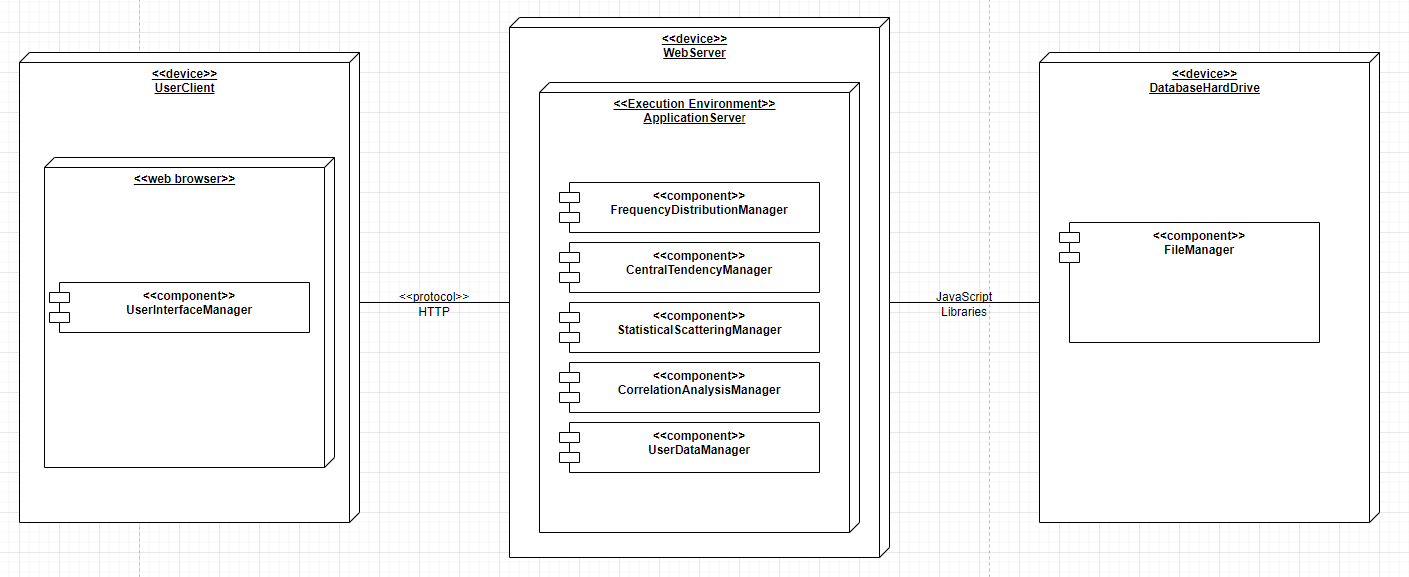 <<device>>
UserClient
<<web browser>>
<<component>>
UserInterfaceManager
<<protocol>>
HTTP
<<device>>
WebServer
<<Execution Environment>>
ApplicationServer
<<component>>
FrequencyDistributionManager
<<component>>
CentralTendencyManager
<<component>>
StatisticalScatteringManager
<<component>>
CorrelationAnalysisManager
<<component>>
UserDataManager
JavaScript
Libraries
<<device>>
DatabaseHardDrive
<<component>>
FileManager